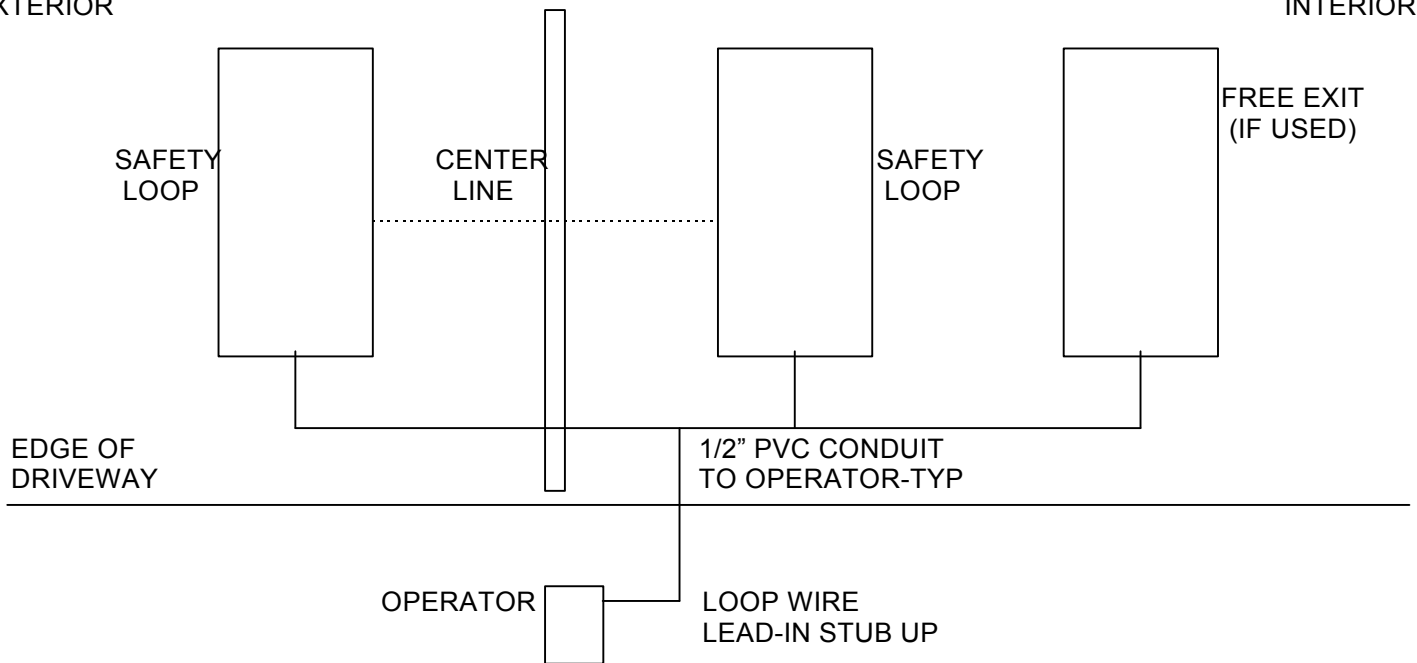 XTERIOR
INTERIOR
FREE EXIT
(IF USED)
SAFETY
LOOP
CENTER
LINE
SAFETY
LOOP
EDGE OF
DRIVEWAY
1/2” PVC CONDUIT
TO OPERATOR-TYP
OPERATOR
LOOP WIRE
LEAD-IN STUB UP